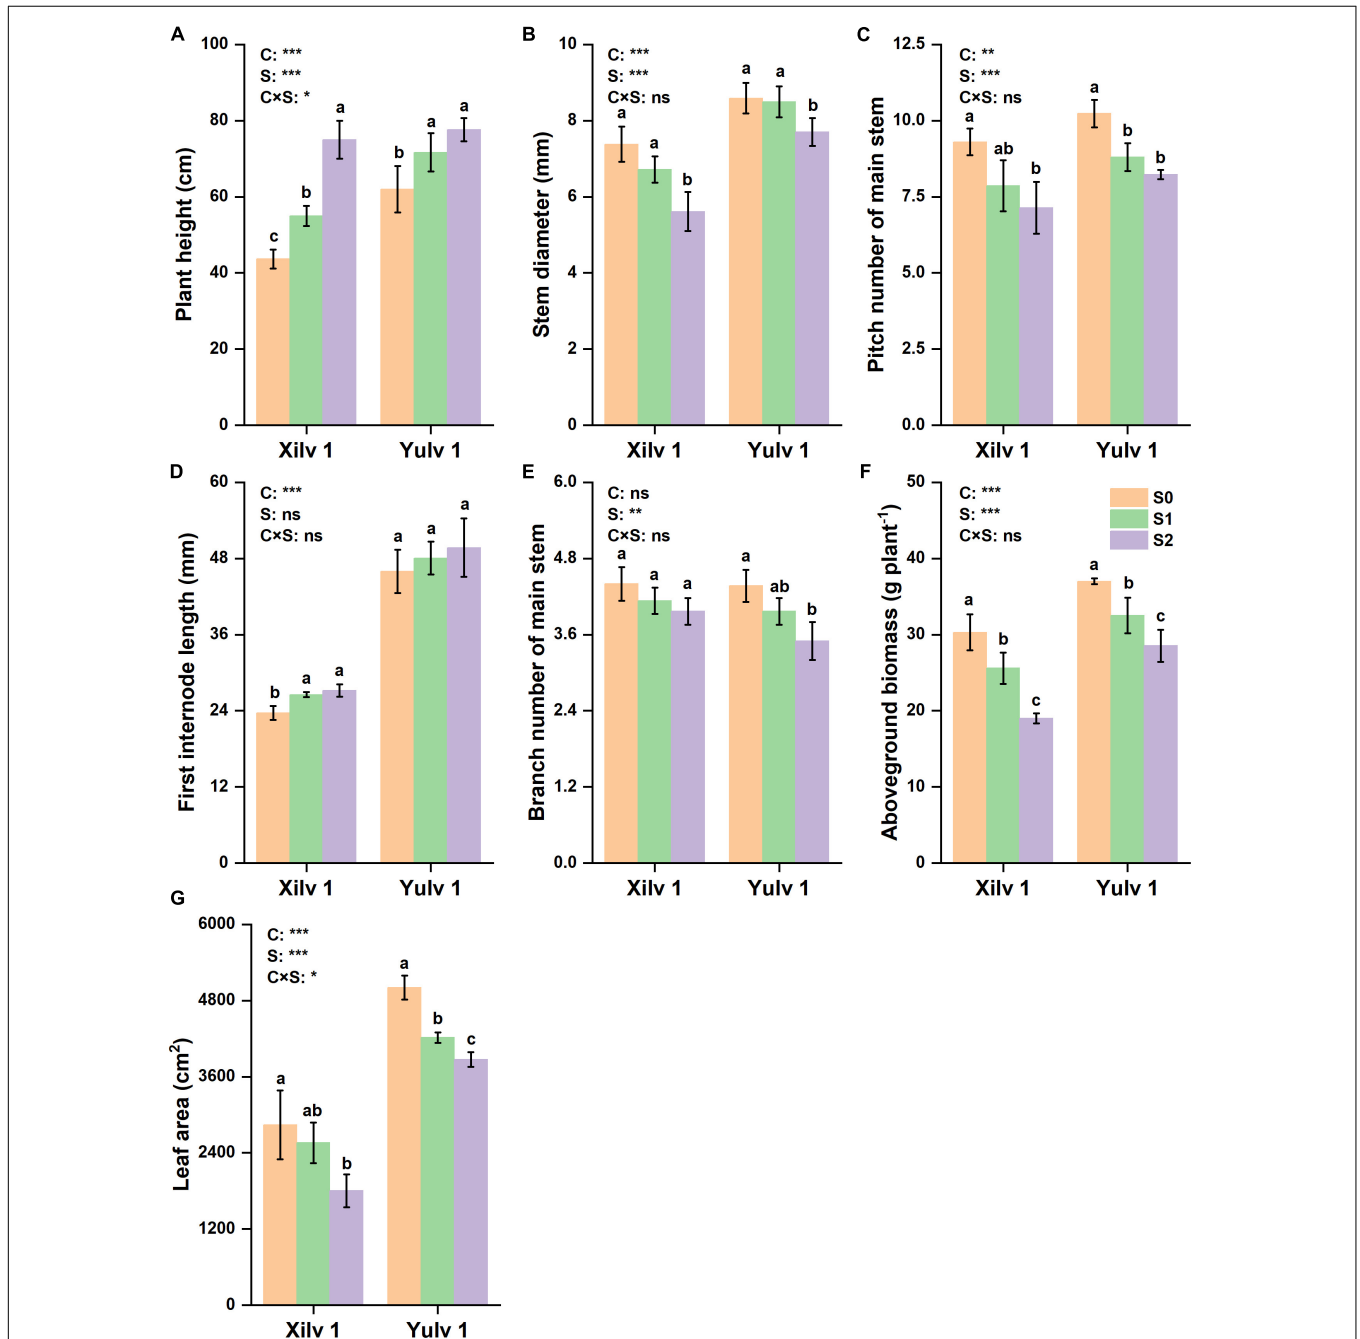 A
100
80
60
40
20
0
Plant height (cm)
C: ***
S: ***
C×S: *
c
b
a
b
a
a
Xilv 1
Yulv 1
B
10
8
6
4
2
0
Stem diameter (mm)
C: ***
S: ***
C×S: ns
a
a
b
a
a
b
Xilv 1
Yulv 1
C
12.5
10.0
7.5
5.0
2.5
0.0
Pitch number of main stem
C: **
S: ***
C×S: ns
a
ab
b
a
b
b
Xilv 1
Yulv 1
D
60
48
36
24
12
0
First internode length (mm)
C: ***
S: ns
C×S: ns
b
a
a
a
a
a
Xilv 1
Yulv 1
E
6.0
4.8
3.6
2.4
1.2
0.0
Branch number of main stem
C: ns
S: **
C×S: ns
a
a
a
a
ab
b
Xilv 1
Yulv 1
F
50
40
30
20
10
0
Aboveground biomass (g plant⁻¹)
C: ***
S: ***
C×S: ns
S0
S1
S2
a
b
c
a
b
c
Xilv 1
Yulv 1
G
6000
4800
3600
2400
1200
0
Leaf area (cm²)
C: ***
S: ***
C×S: *
a
ab
b
a
b
c
Xilv 1
Yulv 1